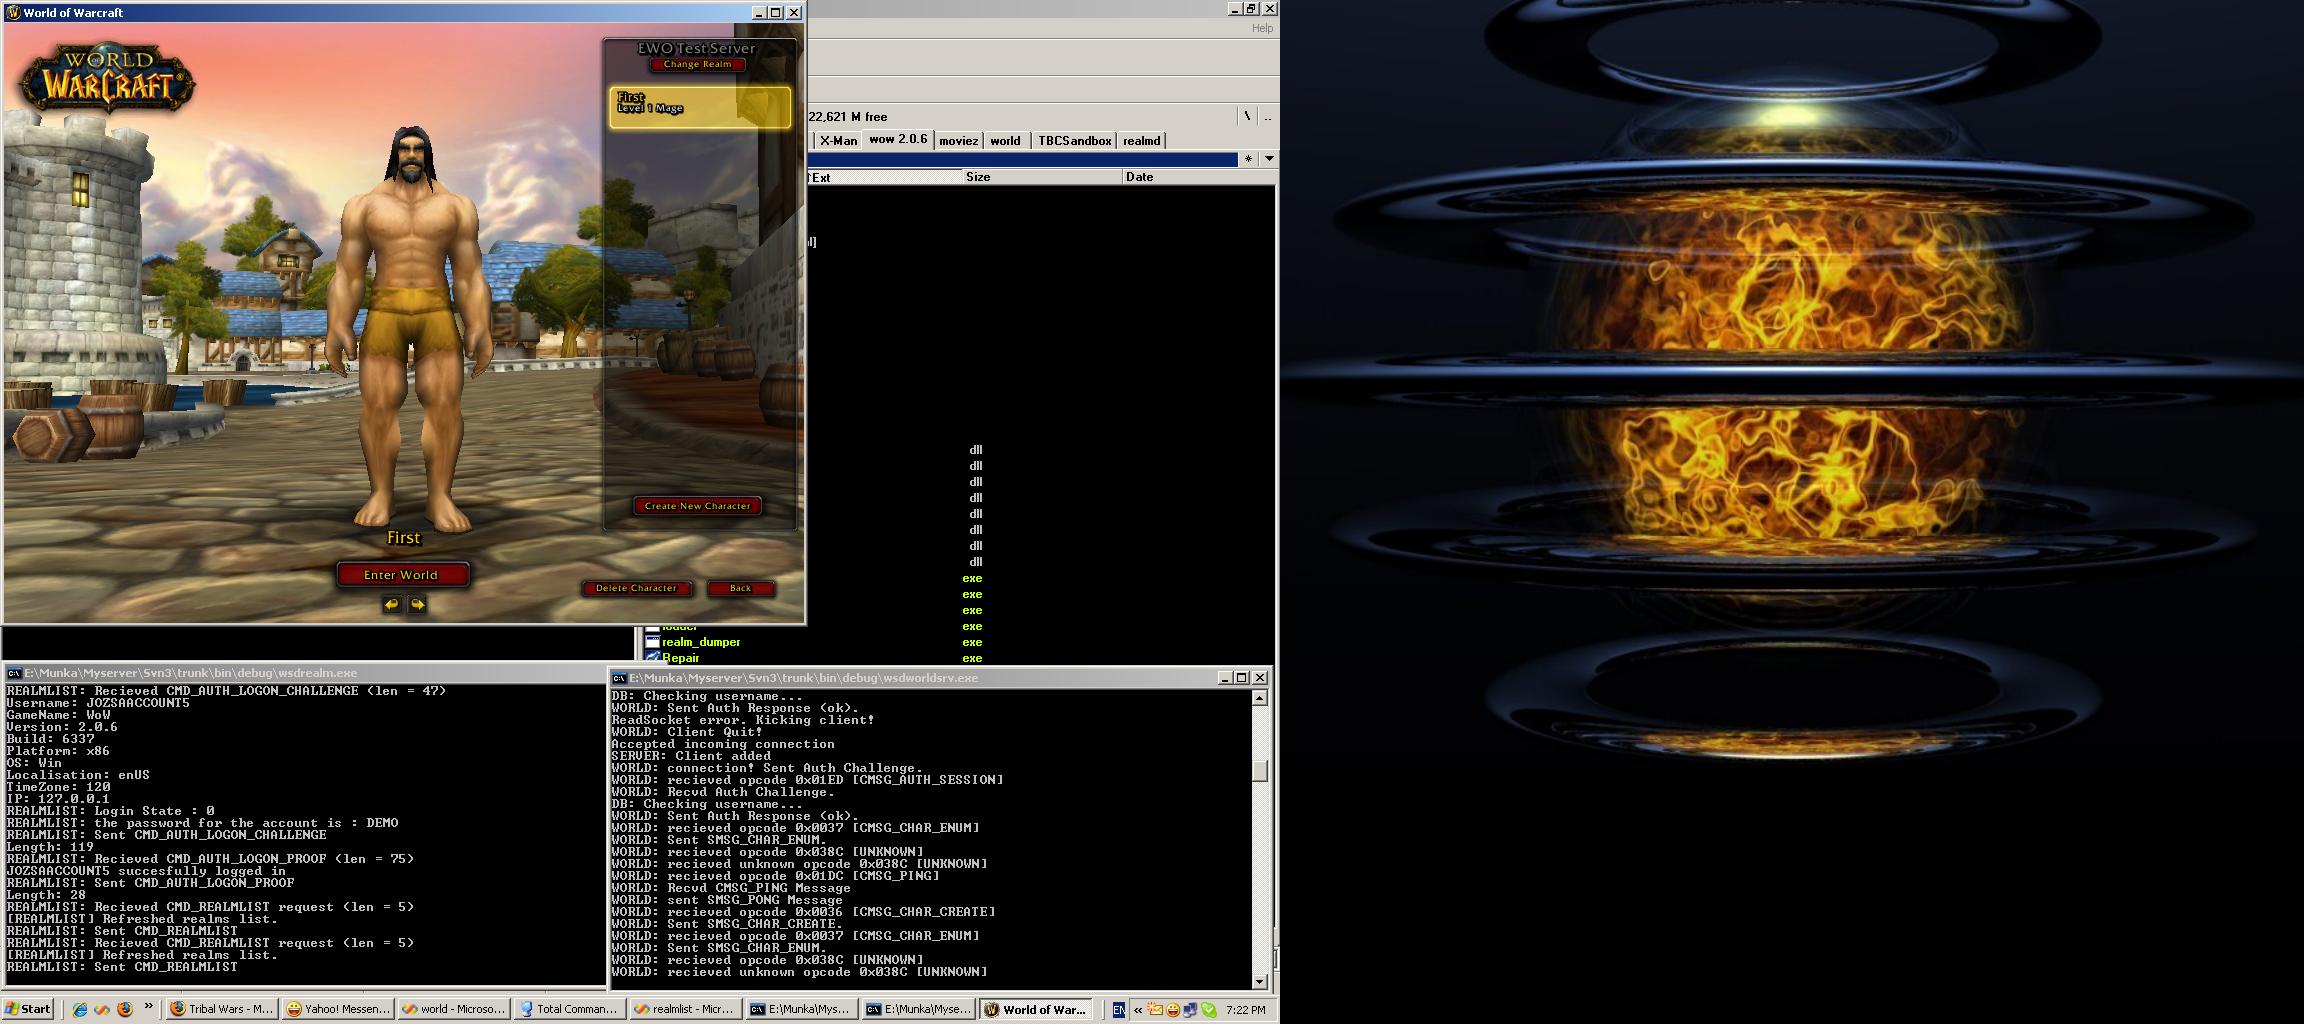 World of Warcraft
WORLD OF WARCRAFT
EWO Test Server
Change Realm
First
Level 1 Mage
Create New Character
First
Enter World
Delete Character
Back
Help
22,621 M free
\
..
X-Man
wow 2.0.6
moviez
world
TBCSandbox
realmd
*
↑Ext
Size
Date
l]
dll
dll
dll
dll
dll
dll
dll
dll
exe
exe
exe
exe
realm_dumper
exe
Repair
exe
E:\Munka\Myserver\Svn3\trunk\bin\debug\wsdrealm.exe
REALMLIST: Recieved CMD_AUTH_LOGON_CHALLENGE (len = 47)
Username: JOZSAACCOUNT5
GameName: WoW
Version: 2.0.6
Build: 6337
Platform: x86
OS: Win
Localisation: enUS
TimeZone: 120
IP: 127.0.0.1
REALMLIST: Login State : 0
REALMLIST: the password for the account is : DEMO
REALMLIST: Sent CMD_AUTH_LOGON_CHALLENGE
Length: 119
REALMLIST: Recieved CMD_AUTH_LOGON_PROOF (len = 75)
JOZSAACCOUNT5 succesfully logged in
REALMLIST: Sent CMD_AUTH_LOGON_PROOF
Length: 28
REALMLIST: Recieved CMD_REALMLIST request (len = 5)
[REALMLIST] Refreshed realms list.
REALMLIST: Sent CMD_REALMLIST
REALMLIST: Recieved CMD_REALMLIST request (len = 5)
[REALMLIST] Refreshed realms list.
REALMLIST: Sent CMD_REALMLIST
E:\Munka\Myserver\Svn3\trunk\bin\debug\wsdworldsrv.exe
DB: Checking username...
WORLD: Sent Auth Response (ok).
ReadSocket error. Kicking client!
WORLD: Client Quit!
Accepted incoming connection
SERVER: Client added
WORLD: connection! Sent Auth Challenge.
WORLD: recieved opcode 0x01ED [CMSG_AUTH_SESSION]
WORLD: Recvd Auth Challenge.
DB: Checking username...
WORLD: Sent Auth Response (ok).
WORLD: recieved opcode 0x0037 [CMSG_CHAR_ENUM]
WORLD: Sent SMSG_CHAR_ENUM.
WORLD: recieved opcode 0x038C [UNKNOWN]
WORLD: recieved unknown opcode 0x038C [UNKNOWN]
WORLD: recieved opcode 0x01DC [CMSG_PING]
WORLD: Recvd CMSG_PING Message
WORLD: sent SMSG_PONG Message
WORLD: recieved opcode 0x0036 [CMSG_CHAR_CREATE]
WORLD: Sent SMSG_CHAR_CREATE.
WORLD: recieved opcode 0x0037 [CMSG_CHAR_ENUM]
WORLD: Sent SMSG_CHAR_ENUM.
WORLD: recieved opcode 0x038C [UNKNOWN]
WORLD: recieved unknown opcode 0x038C [UNKNOWN]
Start
»
Tribal Wars - M...
Yahoo! Messen...
world - Microso...
Total Comman...
realmlist - Micr...
E:\Munka\Mys...
E:\Munka\Myse...
World of War...
EN
«
7:22 PM